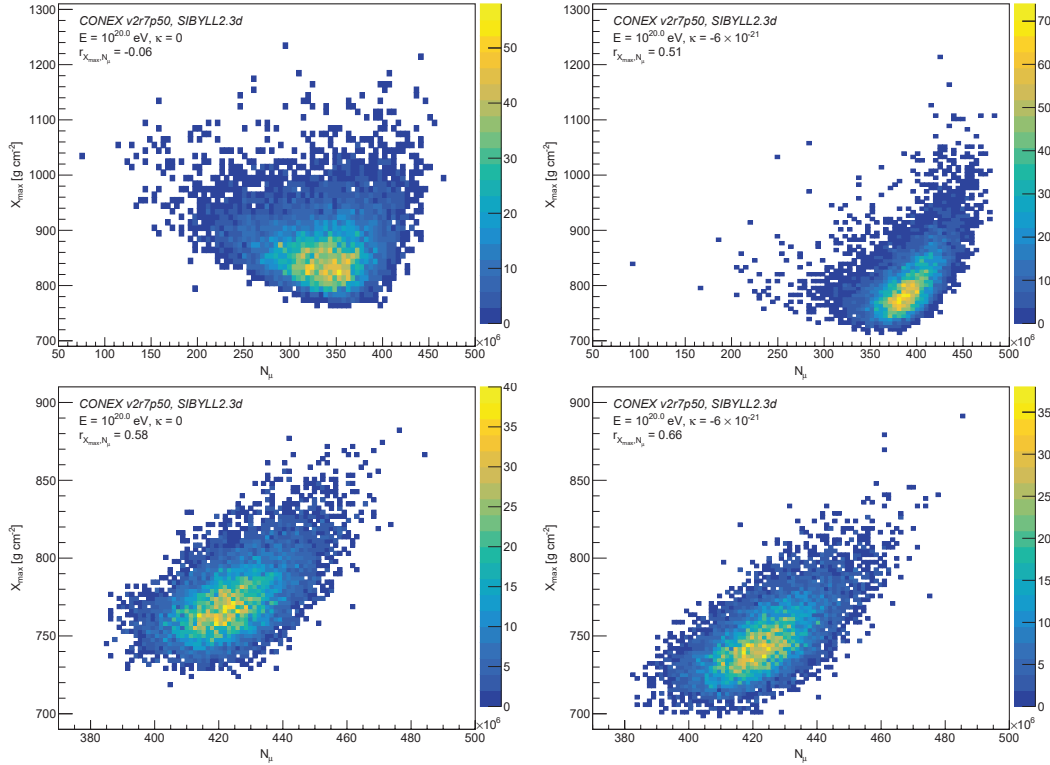 CONEX v2r7p50, SIBYLL2.3d
E = 10^20.0 eV, κ = 0
r_Xmax,Nμ = -0.06
X_max [g cm^-2]
1300
1200
1100
1000
900
800
700
50 100 150 200 250 300 350 400 450 500
×10^6
N_μ
50
40
30
20
10
0
CONEX v2r7p50, SIBYLL2.3d
E = 10^20.0 eV, κ = -6 × 10^-21
r_Xmax,Nμ = 0.51
X_max [g cm^-2]
1300
1200
1100
1000
900
800
700
50 100 150 200 250 300 350 400 450 500
×10^6
N_μ
70
60
50
40
30
20
10
0
CONEX v2r7p50, SIBYLL2.3d
E = 10^20.0 eV, κ = 0
r_Xmax,Nμ = 0.58
X_max [g cm^-2]
900
850
800
750
700
380 400 420 440 460 480 500
×10^6
N_μ
40
35
30
25
20
15
10
5
0
CONEX v2r7p50, SIBYLL2.3d
E = 10^20.0 eV, κ = -6 × 10^-21
r_Xmax,Nμ = 0.66
X_max [g cm^-2]
900
850
800
750
700
380 400 420 440 460 480 500
×10^6
N_μ
35
30
25
20
15
10
5
0